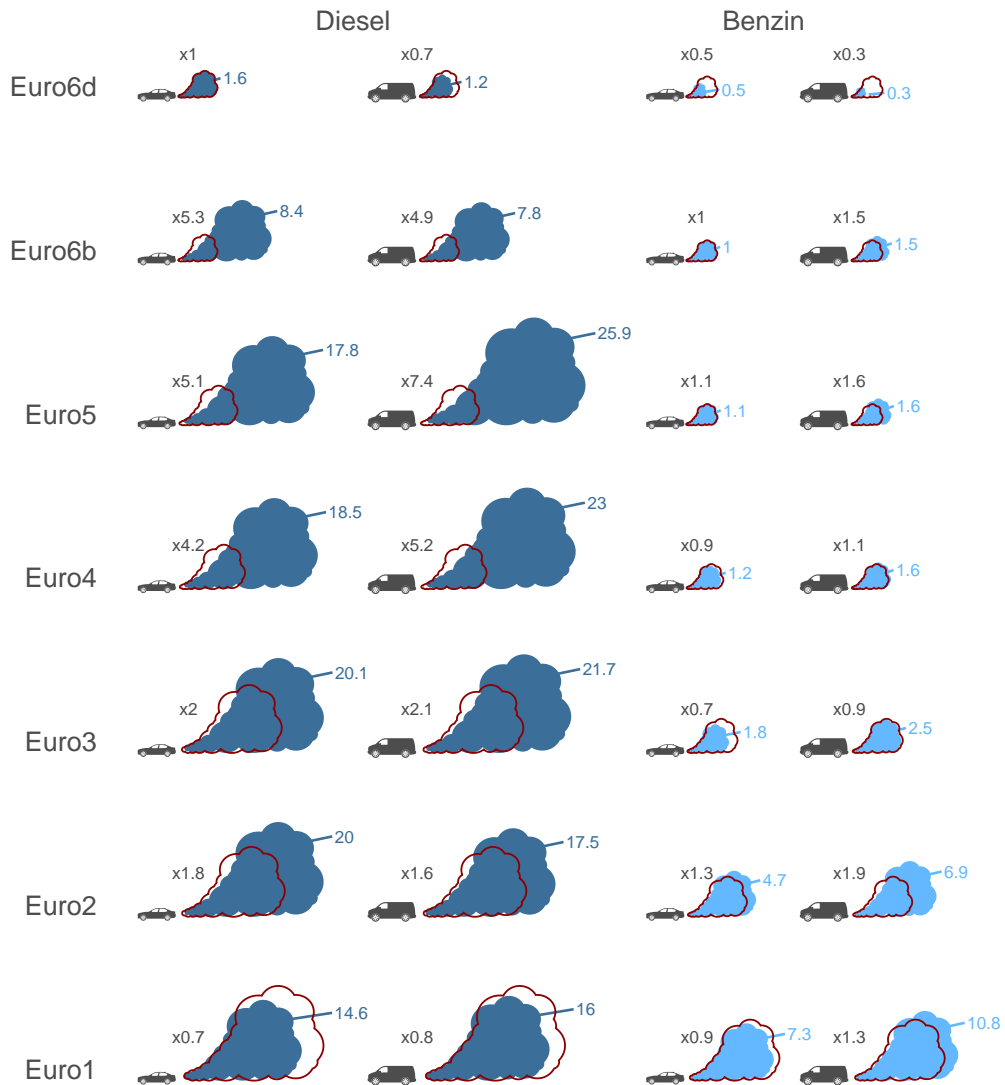 Diesel Benzin
x1 x0.7 x0.5 x0.3
Euro6d 1.6 1.2 0.5 0.3
8.4 7.8
x5.3 x4.9 x1 x1.5
Euro6b 1 1.5
17.8 25.9
x5.1 x7.4 x1.1 x1.6
Euro5 1.1 1.6
18.5 23
x4.2 x5.2 x0.9 x1.1
Euro4 1.2 1.6
20.1 21.7
x2 x2.1 x0.7 x0.9
Euro3 1.8 2.5
20 17.5
x1.8 x1.6 x1.3 x1.9
Euro2 4.7 6.9
14.6 16 7.3 10.8
x0.7 x0.8 x0.9 x1.3
Euro1